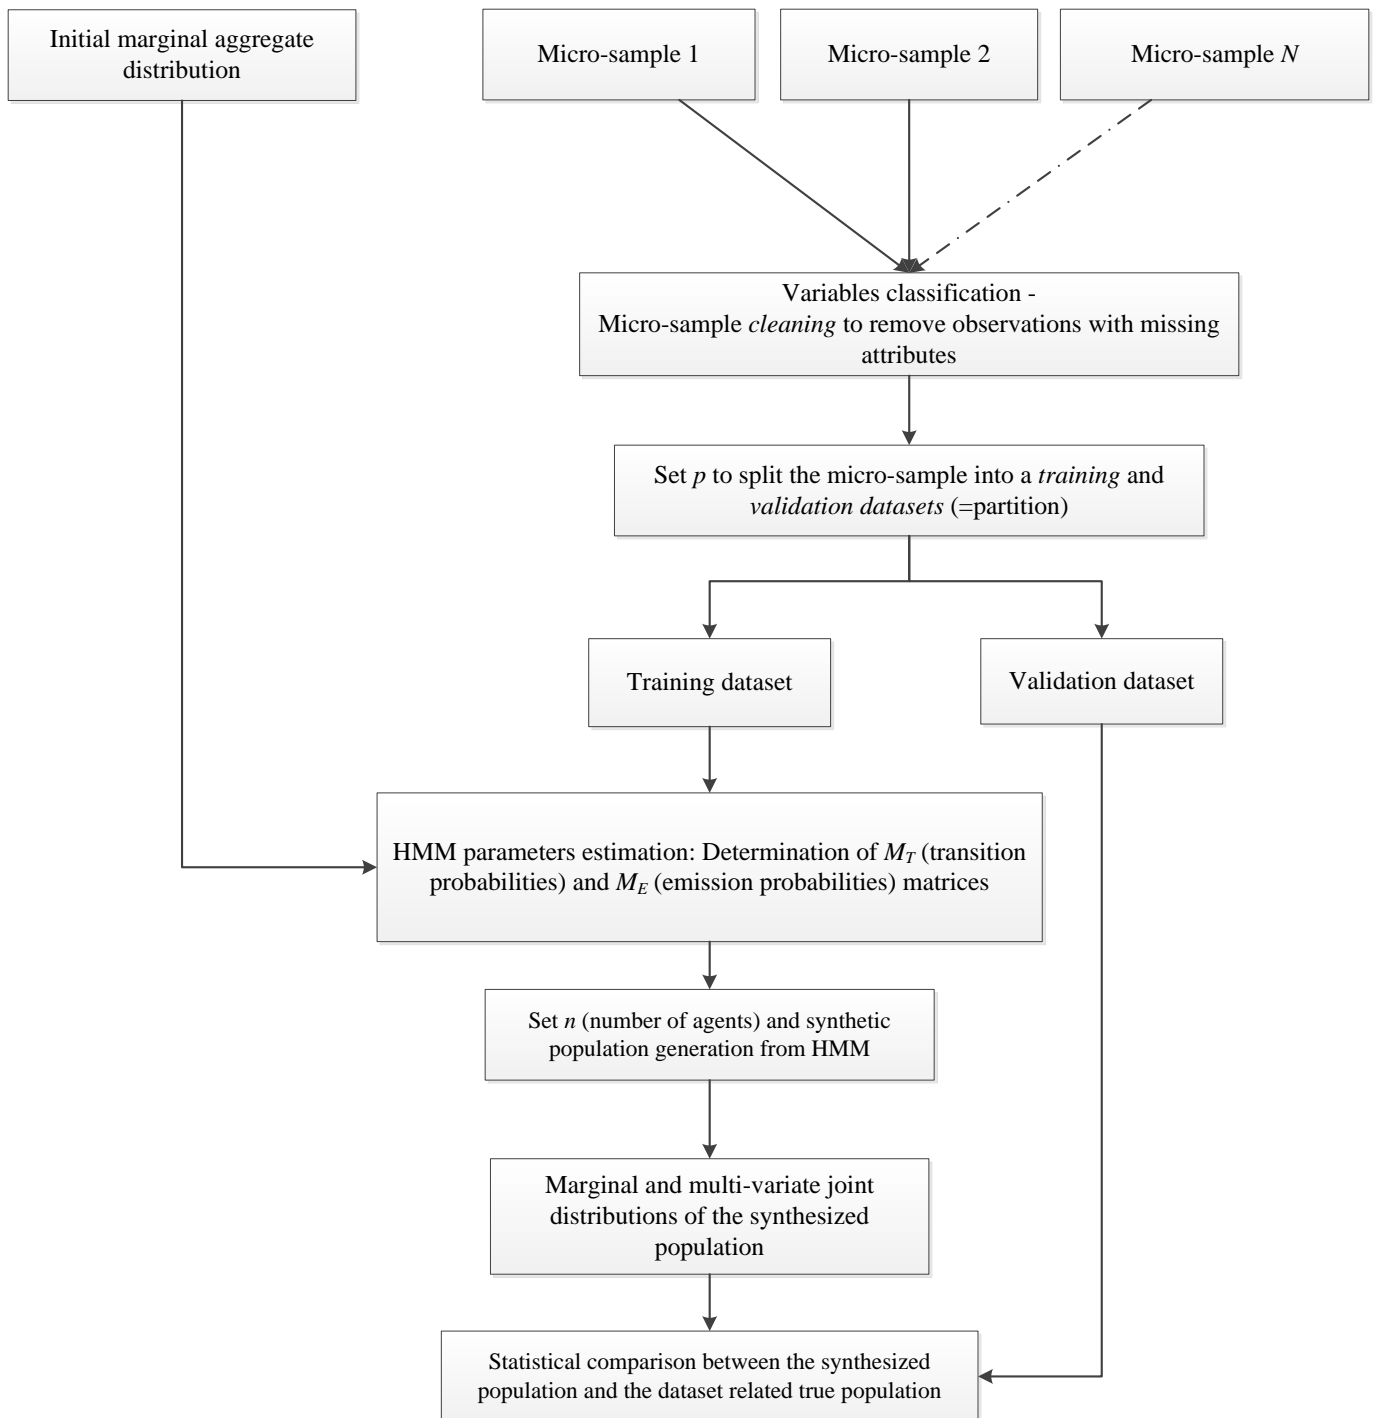 Initial marginal aggregate
distribution
Micro-sample 1
Micro-sample 2
Micro-sample N
Variables classification -
Micro-sample cleaning to remove observations with missing
attributes
Set p to split the micro-sample into a training and
validation datasets (=partition)
Training dataset
Validation dataset
HMM parameters estimation: Determination of M_T (transition
probabilities) and M_E (emission probabilities) matrices
Set n (number of agents) and synthetic
population generation from HMM
Marginal and multi-variate joint
distributions of the synthesized
population
Statistical comparison between the synthesized
population and the dataset related true population